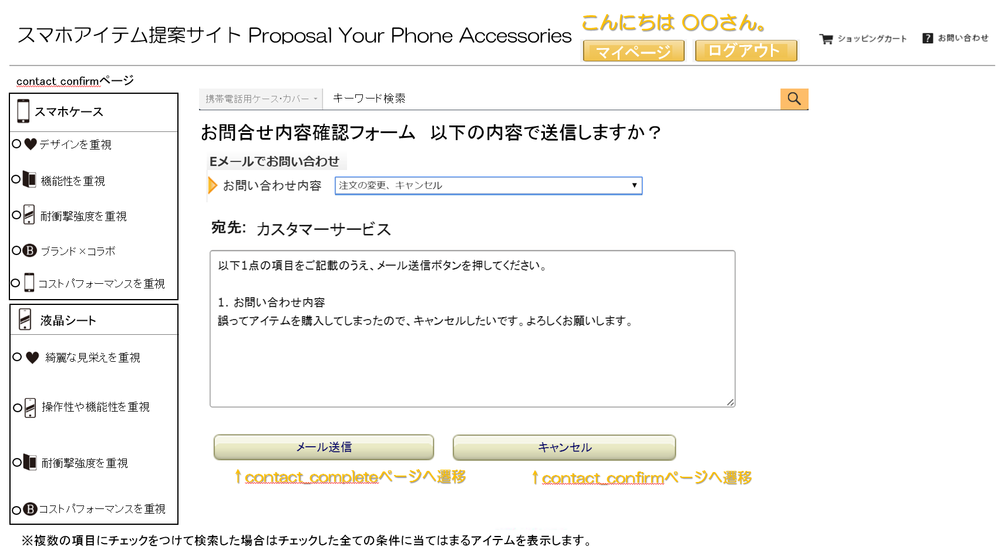 スマホアイテム提案サイト Proposal Your Phone Accessories
こんにちは 〇〇さん。
マイページ
ログアウト
ショッピングカート
? お問い合わせ
contact_confirmページ
スマホケース
デザインを重視
機能性を重視
耐衝撃強度を重視
B ブランド×コラボ
コストパフォーマンスを重視
液晶シート
綺麗な見栄えを重視
操作性や機能性を重視
耐衝撃強度を重視
B コストパフォーマンスを重視
携帯電話用ケース・カバー
キーワード検索
お問合せ内容確認フォーム 以下の内容で送信しますか？
Eメールでお問い合わせ
お問い合わせ内容
注文の変更、キャンセル
宛先: カスタマーサービス
以下1点の項目をご記載のうえ、メール送信ボタンを押してください。
1. お問い合わせ内容
誤ってアイテムを購入してしまったので、キャンセルしたいです。よろしくお願いします。
メール送信
キャンセル
↑contact_completeページへ遷移
↑contact_confirmページへ遷移
※複数の項目にチェックをつけて検索した場合はチェックした全ての条件に当てはまるアイテムを表示します。